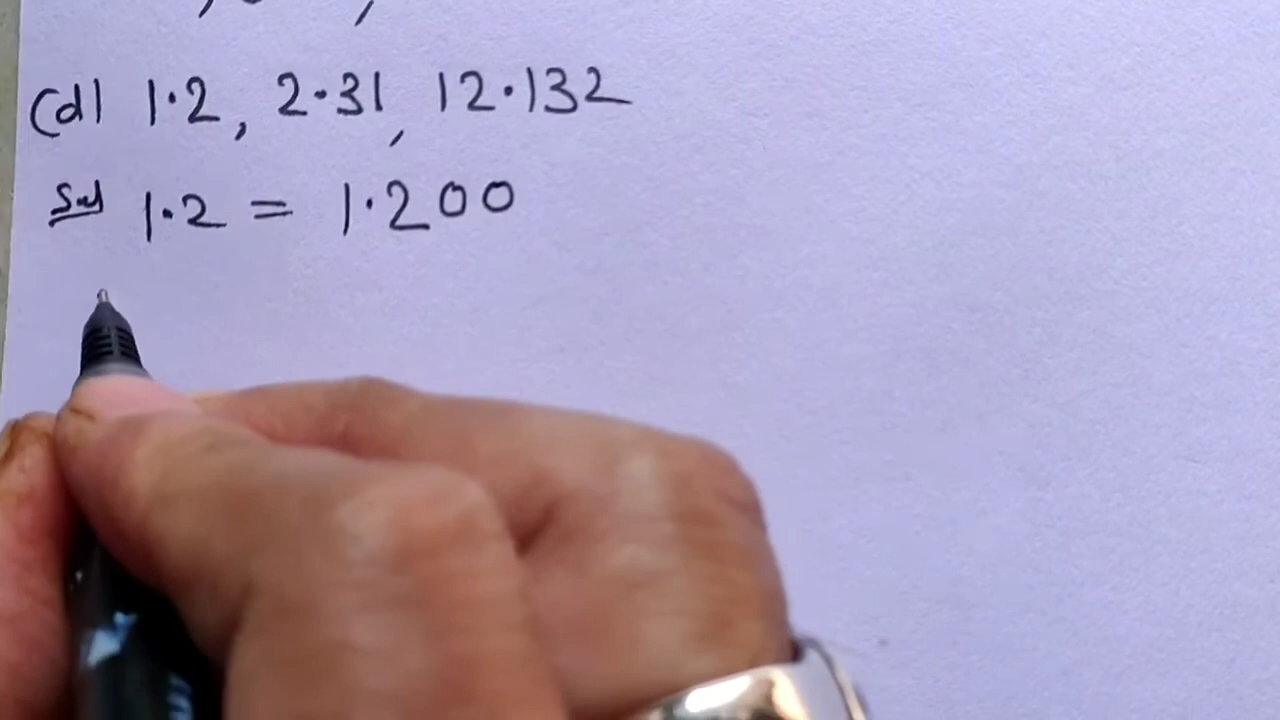 (d) 1.2, 2.31, 12.132
Sol 1.2 = 1.200